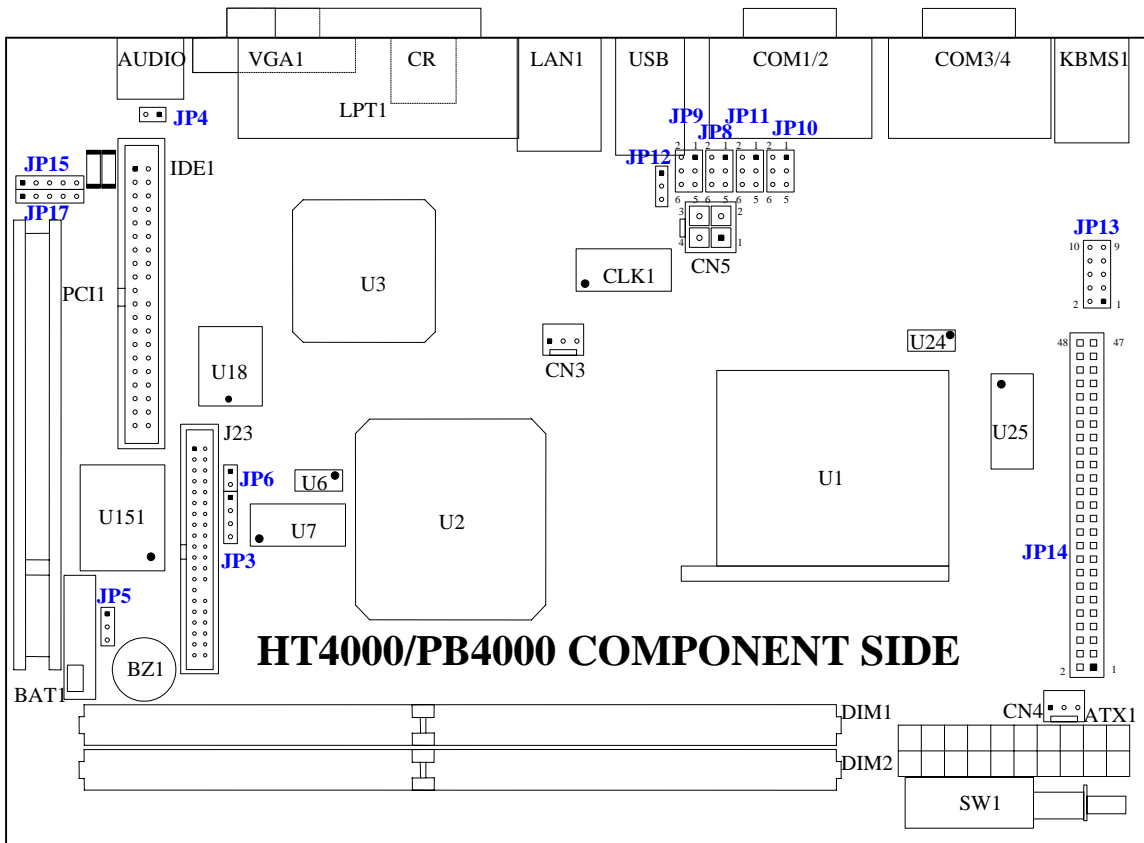 AUDIO VGA1 CR LAN1 USB COM1/2 COM3/4 KBMS1
LPT1
JP4
JP9 JP11
JP8 JP10
JP12
2 1 2 1 2 1 2 1
6 5 6 5 6 5 6 5
JP15
IDE1
JP17
3 2
4 1
CN5
JP13
10 9
2 1
PCI1
U3
CLK1
U24
48 47
CN3
U18
U25
J23
JP6
U6
U1
U151
U7
U2
JP3
JP14
JP5
HT4000/PB4000 COMPONENT SIDE
BZ1
2 1
BAT1
DIM1
CN4
ATX1
DIM2
SW1